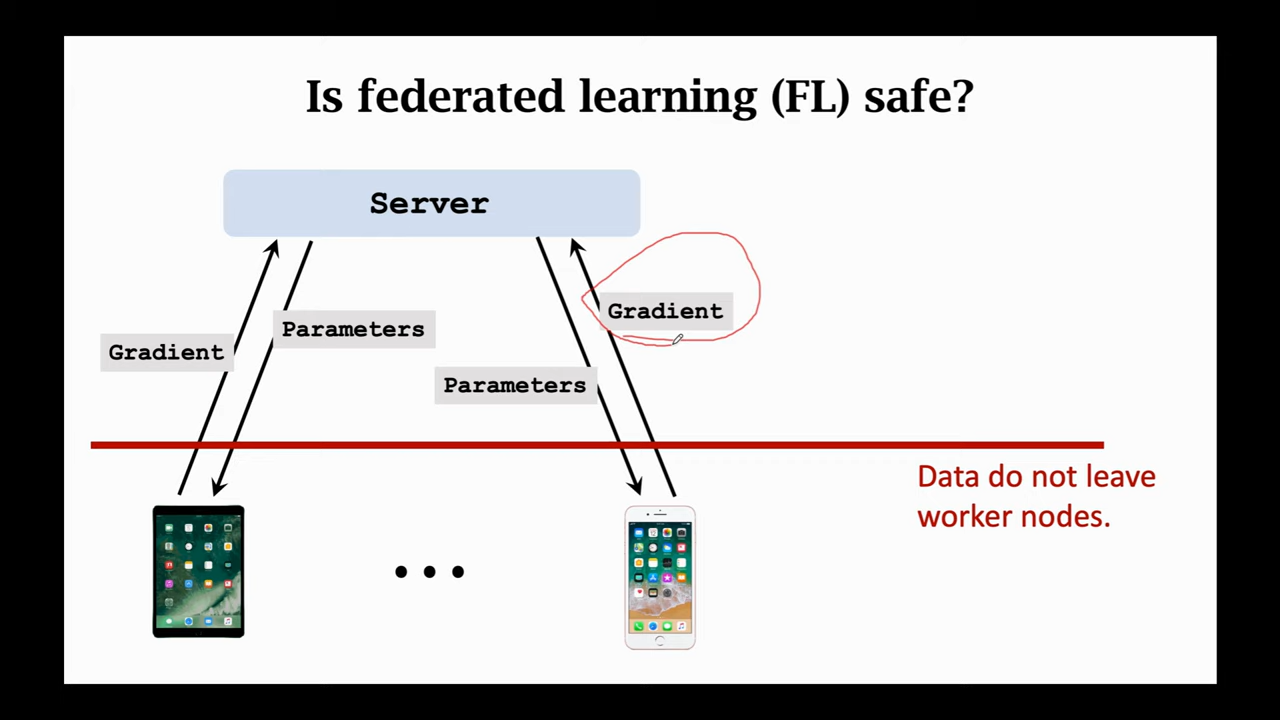 Is federated learning (FL) safe?
Server
Gradient
Parameters
Gradient
Parameters
Data do not leave
worker nodes.